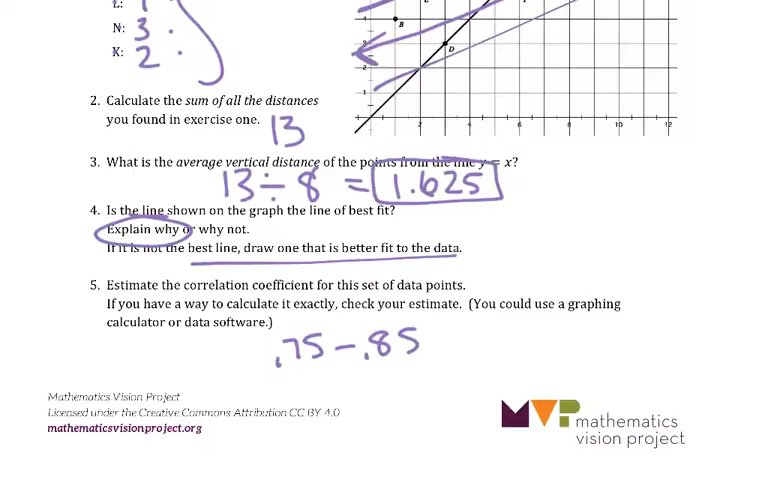 L: 1
N: 3
K: 2
2. Calculate the sum of all the distances
you found in exercise one. 13
3. What is the average vertical distance of the points from the line y = x?
13 ÷ 8 = 1.625
4. Is the line shown on the graph the line of best fit?
Explain why or why not.
If it is not the best line, draw one that is better fit to the data.
5. Estimate the correlation coefficient for this set of data points.
If you have a way to calculate it exactly, check your estimate. (You could use a graphing
calculator or data software.)
.75 – .85
B
D
4
2
1
2
4
6
8
10
12
Mathematics Vision Project
Licensed under the Creative Commons Attribution CC BY 4.0
mathematicsvisionproject.org
MVP mathematics
vision project